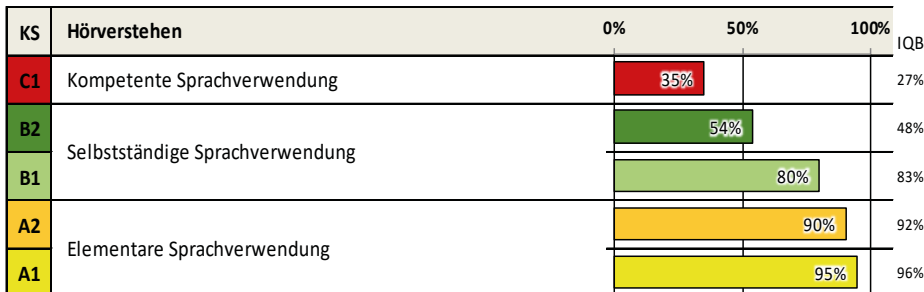 KS Hörverstehen 0% 50% 100% IQB
C1 Kompetente Sprachverwendung 35% 27%
B2 54% 48%
Selbstständige Sprachverwendung
B1 80% 83%
A2 90% 92%
Elementare Sprachverwendung
A1 95% 96%